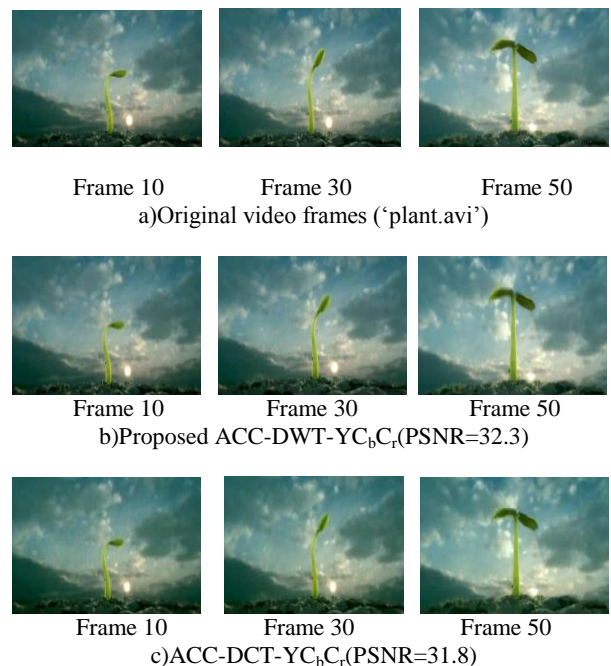 Frame 10 Frame 30 Frame 50
a)Original video frames (‘plant.avi’)
Frame 10 Frame 30 Frame 50
b)Proposed ACC-DWT-YCbCr(PSNR=32.3)
Frame 10 Frame 30 Frame 50
c)ACC-DCT-YCbCr(PSNR=31.8)